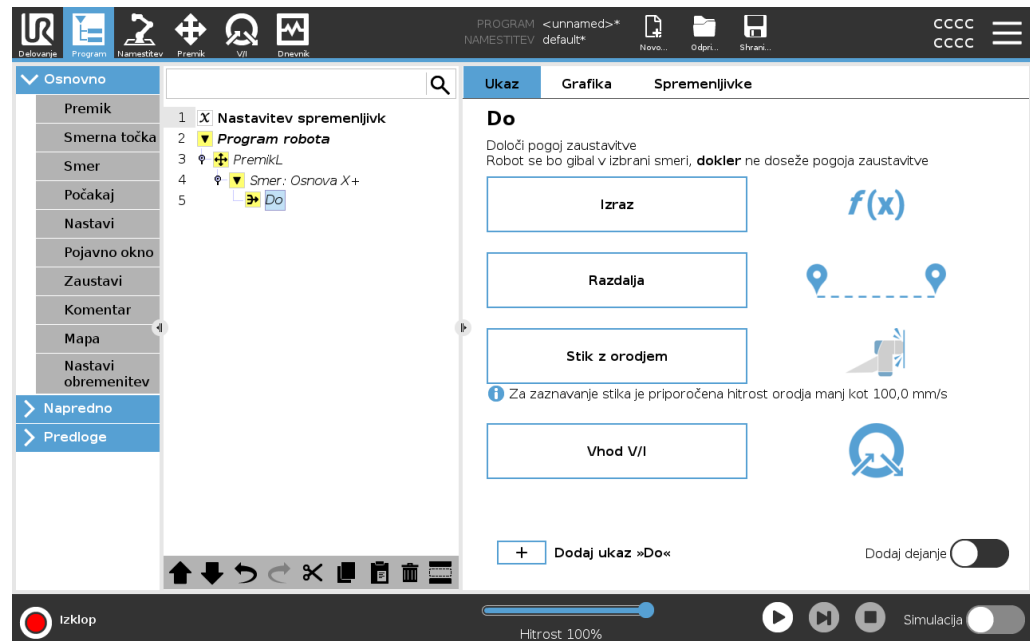 PROGRAM <unnamed>*
NAMESTITEV default*
cccc
cccc
Delovanje Program Namestitev Premik V/I Dnevnik
Novo... Odpri... Shrani...
Osnovno
Premik
Smerna točka
Smer
Počakaj
Nastavi
Pojavno okno
Zaustavi
Komentar
Mapa
Nastavi
obremenitev
Napredno
Predloge
1 X Nastavitev spremenljivk
2 Program robota
3 PremikL
4 Smer: Osnova X+
5 Do
Ukaz Grafika Spremenljivke
Do
Določi pogoj zaustavitve
Robot se bo gibal v izbrani smeri, dokler ne doseže pogoja zaustavitve
Izraz f(x)
Razdalja
Stik z orodjem
Za zaznavanje stika je priporočena hitrost orodja manj kot 100,0 mm/s
Vhod V/I
+ Dodaj ukaz »Do« Dodaj dejanje
Izklop
Hitrost 100%
Simulacija